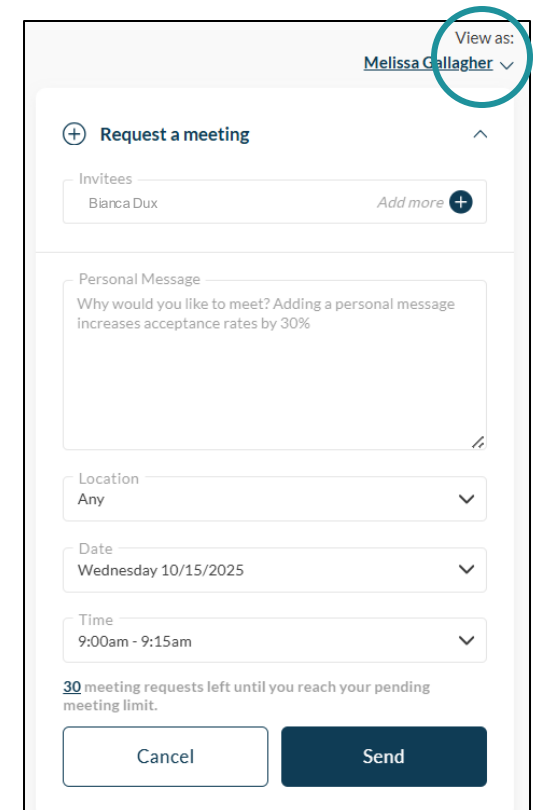 View as:
Melissa Gallagher
Request a meeting
Invitees
Bianca Dux
Add more
Personal Message
Why would you like to meet? Adding a personal message
increases acceptance rates by 30%
Location
Any
Date
Wednesday 10/15/2025
Time
9:00am - 9:15am
30 meeting requests left until you reach your pending
meeting limit.
Cancel
Send